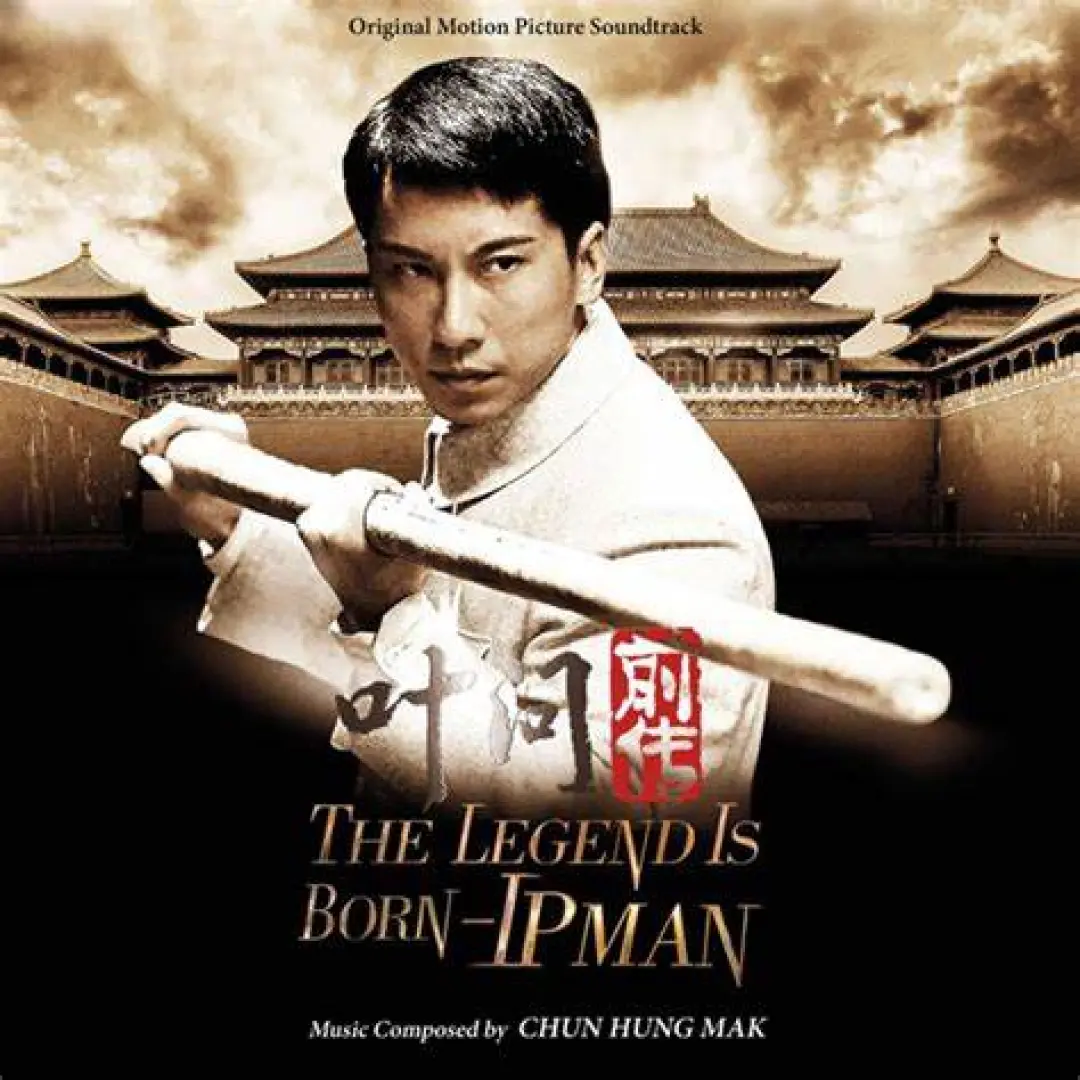 Original Motion Picture Soundtrack
叶问
前传
THE LEGEND IS
BORN-IP MAN
Music Composed by CHUN HUNG MAK